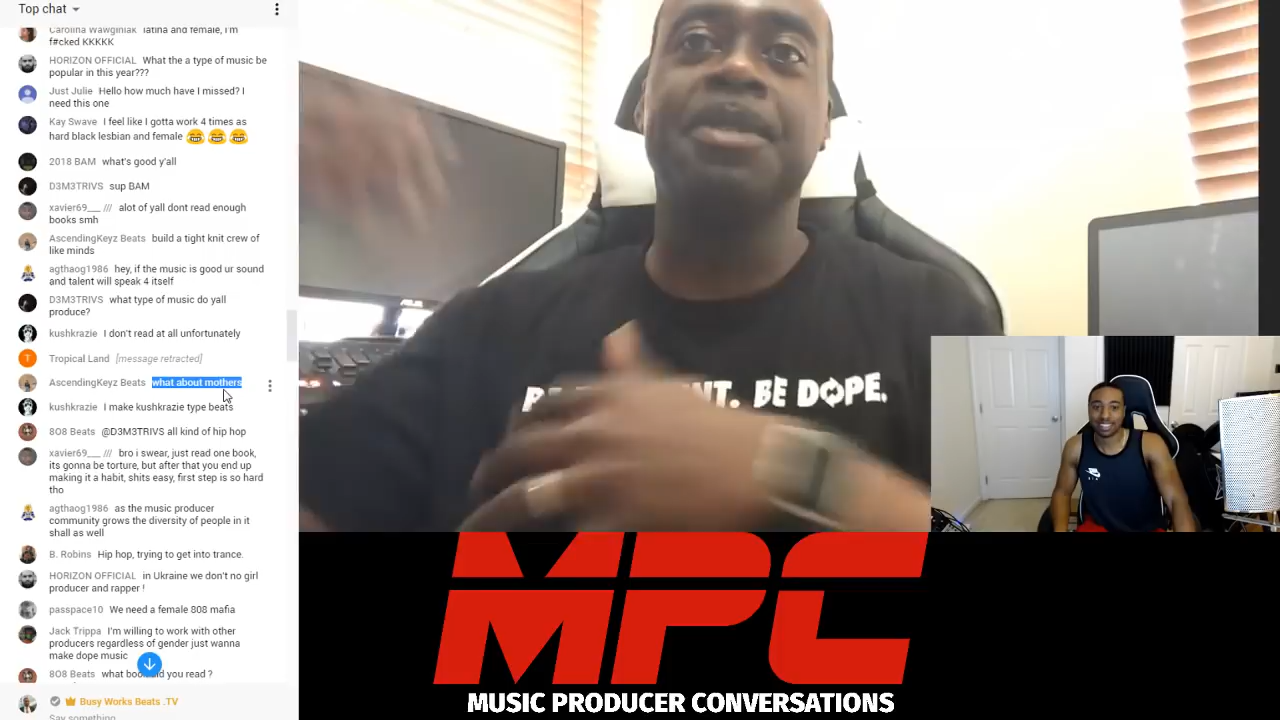 Top chat
Carolina Wawginiak latina and female, i'm
f#cked KKKKK
HORIZON OFFICIAL What the a type of music be
popular in this year???
Just Julie Hello how much have I missed? I
need this one
Kay Swave I feel like I gotta work 4 times as
hard black lesbian and female 😂 😂 😂
2018 BAM what's good y'all
D3M3TRIVS sup BAM
xavier69___ /// alot of yall dont read enough
books smh
AscendingKeyz Beats build a tight knit crew of
like minds
agthaog1986 hey, if the music is good ur sound
and talent will speak 4 itself
D3M3TRIVS what type of music do yall
produce?
kushkrazie I don't read at all unfortunately
Tropical Land [message retracted]
AscendingKeyz Beats what about mothers
kushkrazie I make kushkrazie type beats
808 Beats @D3M3TRIVS all kind of hip hop
xavier69___ /// bro i swear, just read one book,
its gonna be torture, but after that you end up
making it a habit, shits easy, first step is so hard
tho
agthaog1986 as the music producer
community grows the diversity of people in it
shall as well
B. Robins Hip hop, trying to get into trance.
HORIZON OFFICIAL in Ukraine we don't no girl
producer and rapper !
passpace10 We need a female 808 mafia
Jack Trippa I'm willing to work with other
producers regardless of gender just wanna
make dope music
808 Beats what did you read ?
Busy Works Beats .TV
Say something
BE DOPE.
MPC
MUSIC PRODUCER CONVERSATIONS